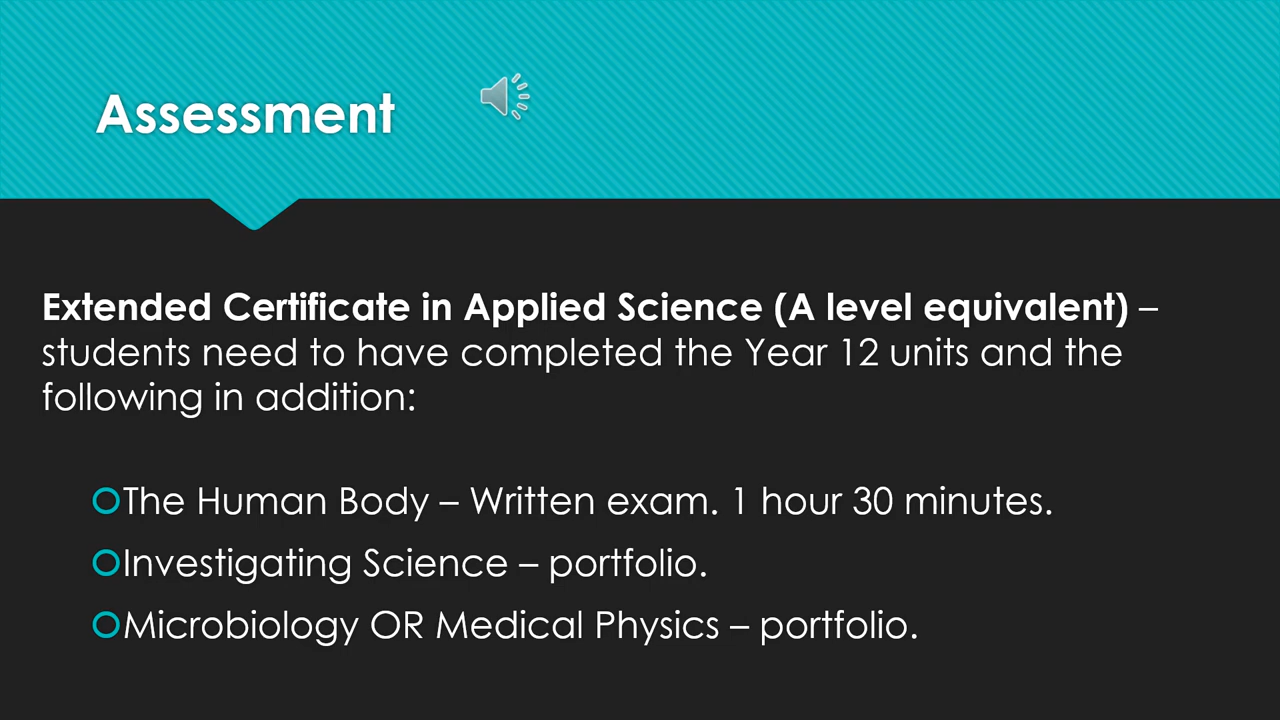 Assessment
Extended Certificate in Applied Science (A level equivalent) –
students need to have completed the Year 12 units and the
following in addition:
The Human Body – Written exam. 1 hour 30 minutes.
Investigating Science – portfolio.
Microbiology OR Medical Physics – portfolio.